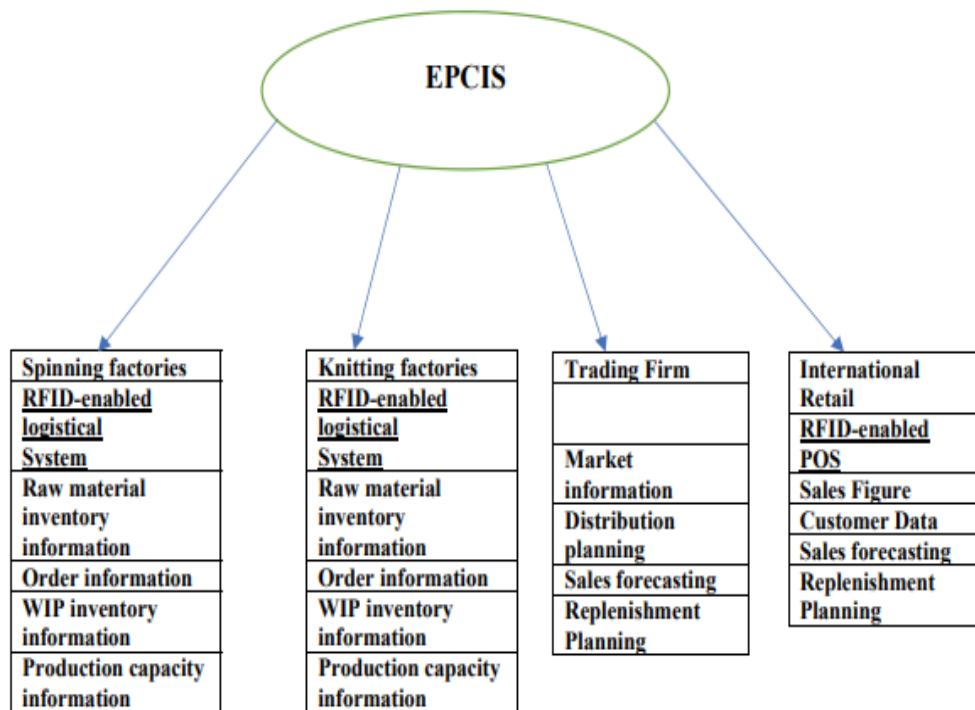 EPCIS
Spinning factories
RFID-enabled
logistical
System
Raw material
inventory
information
Order information
WIP inventory
information
Production capacity
information
Knitting factories
RFID-enabled
logistical
System
Raw material
inventory
information
Order information
WIP inventory
information
Production capacity
information
Trading Firm
Market
information
Distribution
planning
Sales forecasting
Replenishment
Planning
International
Retail
RFID-enabled
POS
Sales Figure
Customer Data
Sales forecasting
Replenishment
Planning